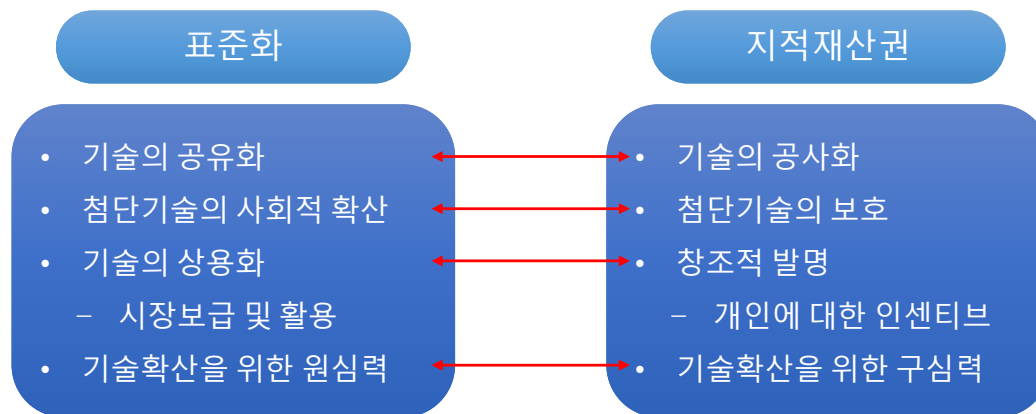 표준화
• 기술의 공유화
• 첨단기술의 사회적 확산
• 기술의 상용화
– 시장보급 및 활용
• 기술확산을 위한 원심력
지적재산권
• 기술의 공사화
• 첨단기술의 보호
• 창조적 발명
– 개인에 대한 인센티브
• 기술확산을 위한 구심력